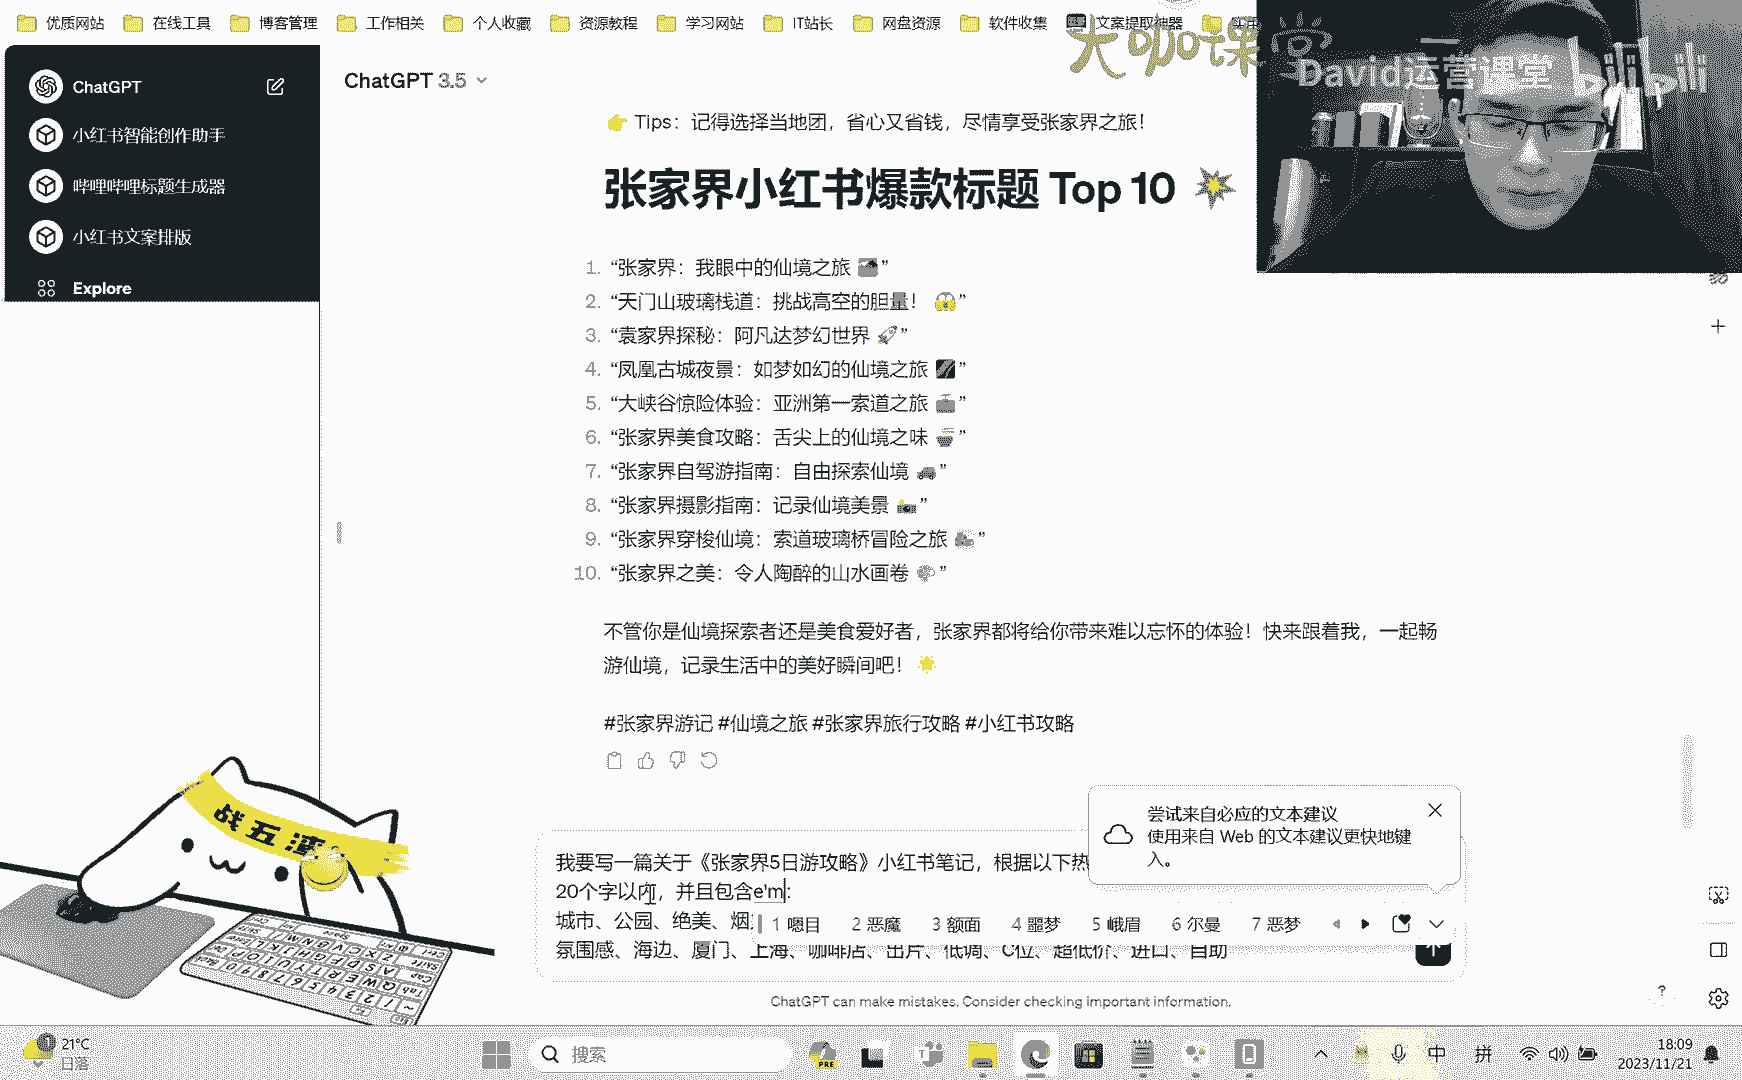 优质网站 在线工具 博客管理 工作相关 个人收藏 资源教程 学习网站 IT站长 网盘资源 软件收集 文案提取神器
大咖课堂
David运营课堂 bilibili
ChatGPT
小红书智能创作助手
哔哩哔哩标题生成器
小红书文案排版
Explore
ChatGPT 3.5
👉 Tips：记得选择当地团，省心又省钱，尽情享受张家界之旅！
张家界小红书爆款标题 Top 10
1. “张家界：我眼中的仙境之旅”
2. “天门山玻璃栈道：挑战高空的胆量！😱”
3. “袁家界探秘：阿凡达梦幻世界 🚀”
4. “凤凰古城夜景：如梦如幻的仙境之旅”
5. “大峡谷惊险体验：亚洲第一索道之旅”
6. “张家界美食攻略：舌尖上的仙境之味”
7. “张家界自驾游指南：自由探索仙境”
8. “张家界摄影指南：记录仙境美景”
9. “张家界穿梭仙境：索道玻璃桥冒险之旅”
10. “张家界之美：令人陶醉的山水画卷”
不管你是仙境探索者还是美食爱好者，张家界都将给你带来难以忘怀的体验！快来跟着我，一起畅
游仙境，记录生活中的美好瞬间吧！🌟
#张家界游记 #仙境之旅 #张家界旅行攻略 #小红书攻略
尝试来自必应的文本建议
使用来自 Web 的文本建议更快地键
入。
我要写一篇关于《张家界5日游攻略》小红书笔记，根据以下热
20个字以内，并且包含e'm:
城市、公园、绝美、烟
1 嗯目 2 恶魔 3 额面 4 噩梦 5 峨眉 6 尔曼 7 恶梦
氛围感、海边、厦门、上海、咖啡店、出片、低调、C位、超低价、进口、自助
ChatGPT can make mistakes. Consider checking important information.
?
战五渣
1
21°C
日落
搜索
PRE
中 拼
18:09
2023/11/21